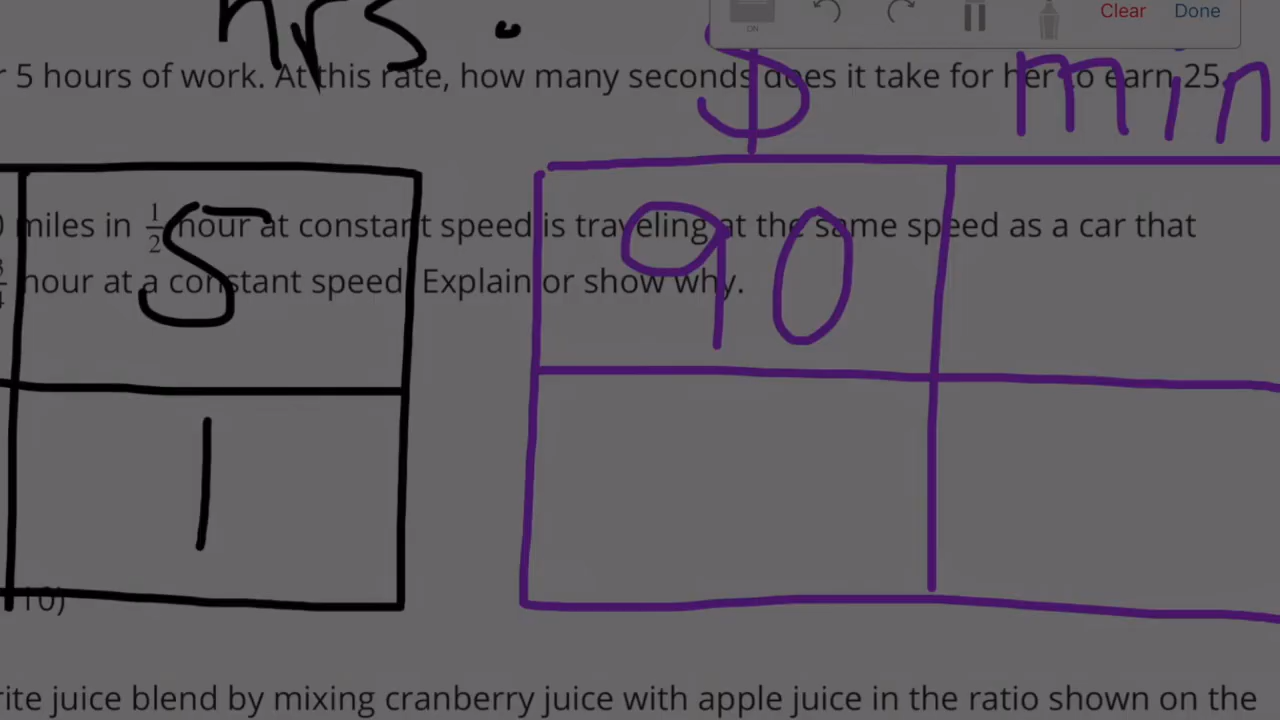 ON Clear Done
hrs. $ min
5 hours of work. At this rate, how many seconds does it take for her to earn 25
miles in 1/2 hour at constant speed is traveling at the same speed as a car that
5 90
hour at a constant speed Explain or show why.
1
10)
juice blend by mixing cranberry juice with apple juice in the ratio shown on the